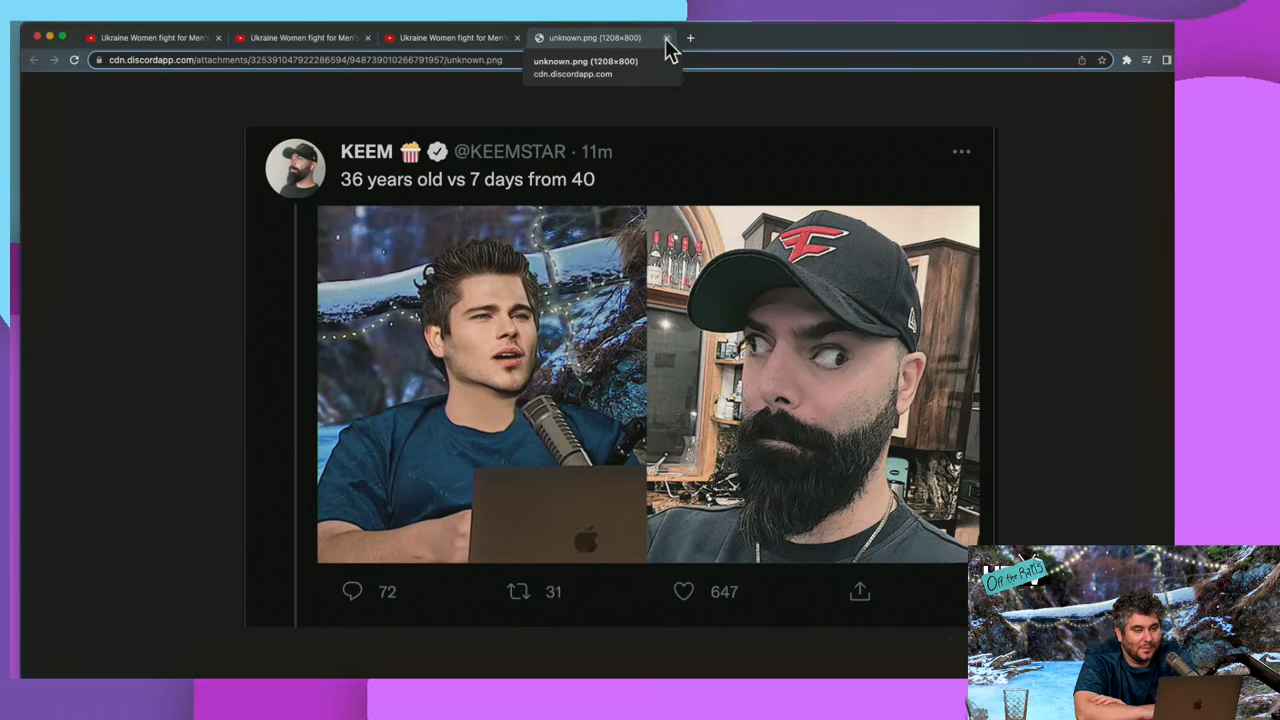 Ukraine Women fight for Men's
Ukraine Women fight for Men's
Ukraine Women fight for Men's
unknown.png (1208×800)
cdn.discordapp.com/attachments/325391047922286594/948739010266791957/unknown.png
unknown.png (1208×800)
cdn.discordapp.com
KEEM 🍿 @KEEMSTAR · 11m
36 years old vs 7 days from 40
72
31
647
Off the Rails